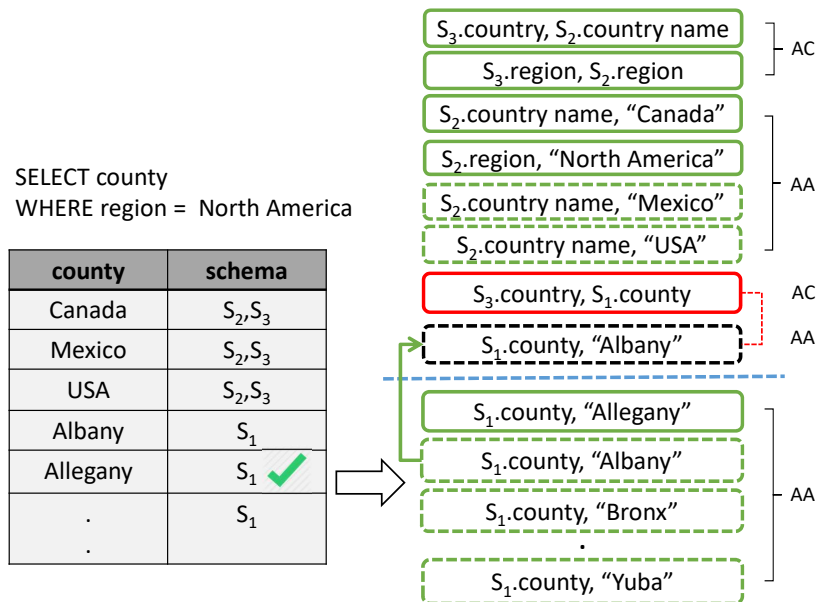 S₃.country, S₂.country name
AC
S₃.region, S₂.region
S₂.country name, “Canada”
S₂.region, “North America”
AA
S₂.country name, “Mexico”
S₂.country name, “USA”
S₃.country, S₁.county
AC
S₁.county, “Albany”
AA
S₁.county, “Allegany”
S₁.county, “Albany”
S₁.county, “Bronx”
AA
.
S₁.county, “Yuba”
SELECT county
WHERE region = North America
county schema
Canada S₂,S₃
Mexico S₂,S₃
USA S₂,S₃
Albany S₁
Allegany S₁
. S₁
.